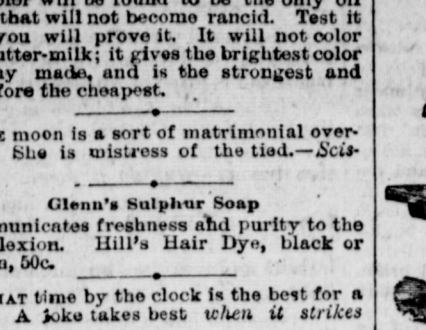 that will not become rancid. Test it
you will prove it. It will not color
utter-milk; it gives the brightest color
ay made, and is the strongest and
fore the cheapest.
E moon is a sort of matrimonial over-
She is mistress of the tied.—Scis-
Glenn's Sulphur Soap
municates freshness and purity to the
lexion. Hill's Hair Dye, black or
n, 50c.
HAT time by the clock is the best for a
A joke takes best when it strikes